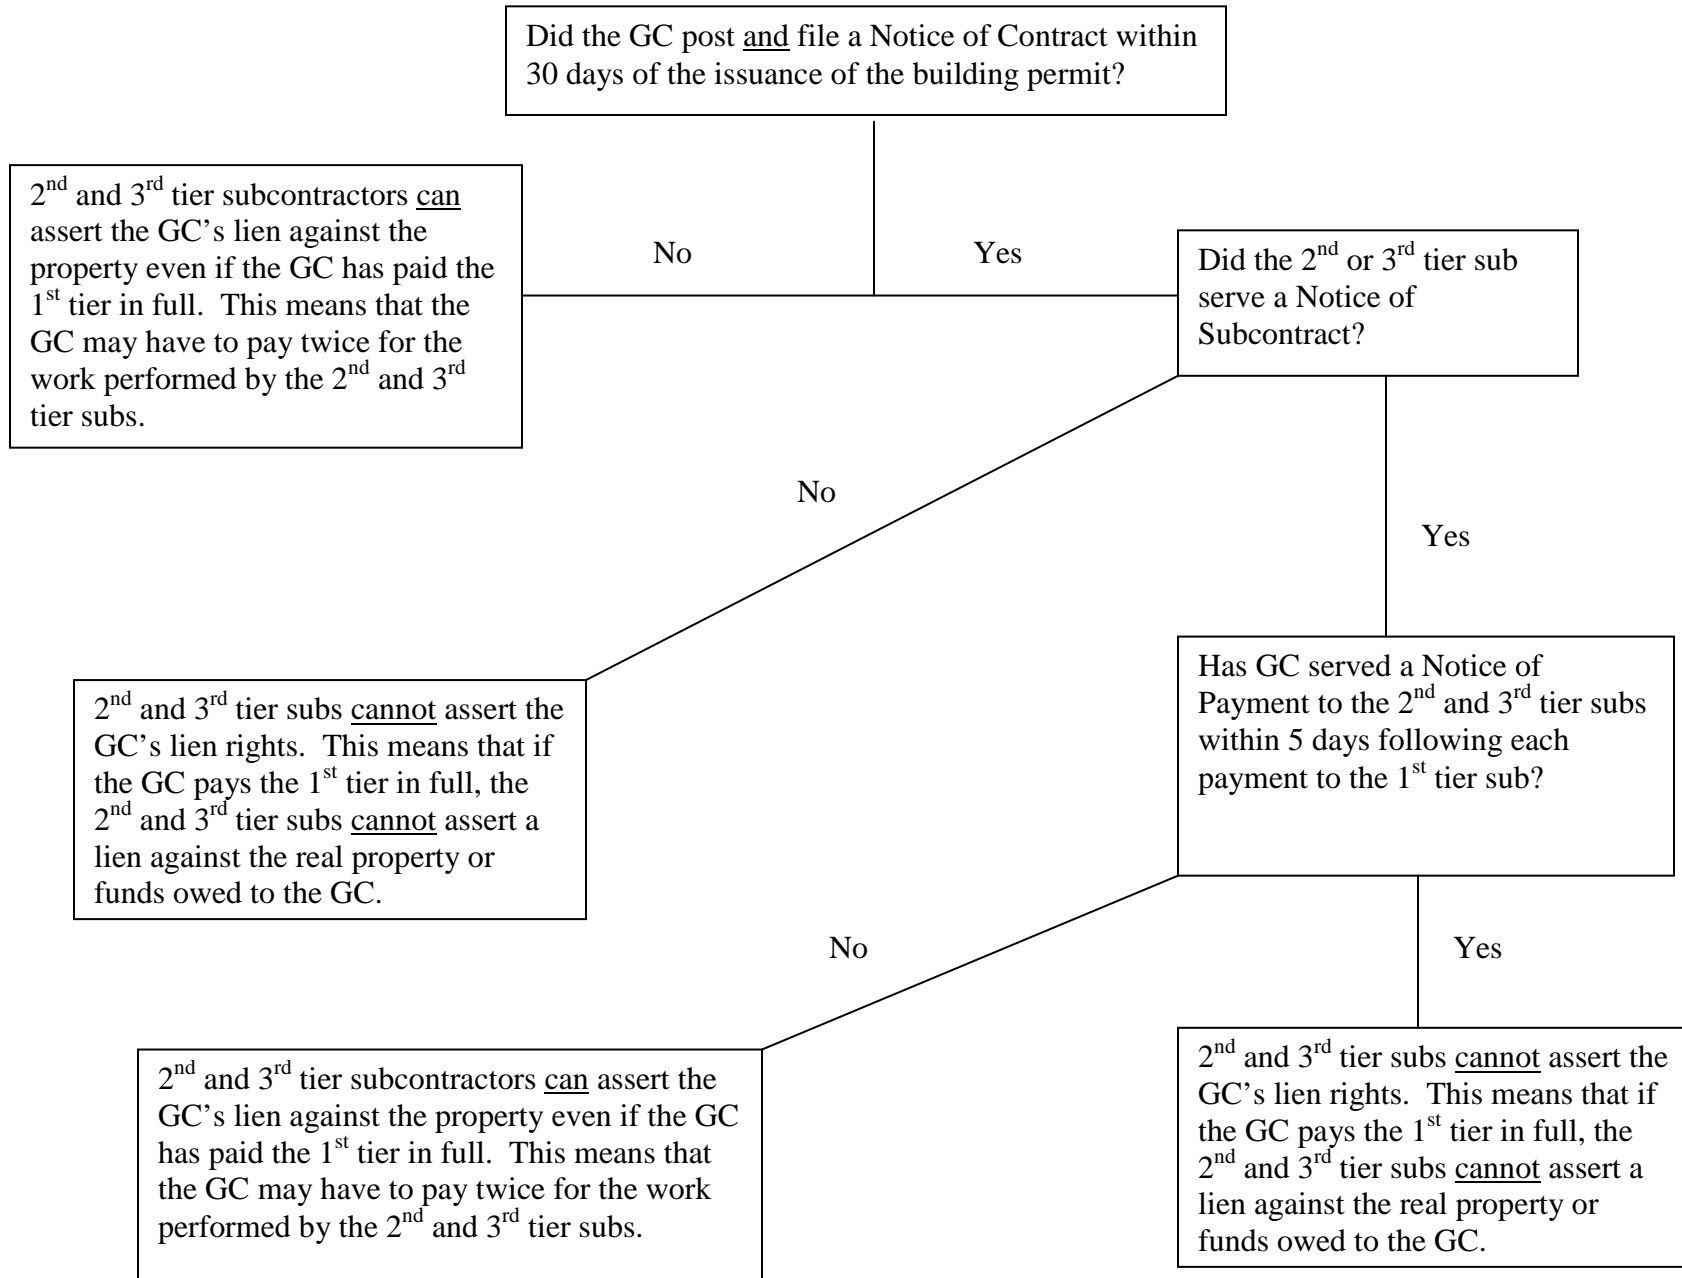 Did the GC post and file a Notice of Contract within
30 days of the issuance of the building permit?
2nd and 3rd tier subcontractors can
assert the GC’s lien against the
property even if the GC has paid the
1st tier in full.  This means that the
GC may have to pay twice for the
work performed by the 2nd and 3rd
tier subs.
No
Yes
Did the 2nd or 3rd tier sub
serve a Notice of
Subcontract?
No
Yes
2nd and 3rd tier subs cannot assert the
GC’s lien rights.  This means that if
the GC pays the 1st tier in full, the
2nd and 3rd tier subs cannot assert a
lien against the real property or
funds owed to the GC.
Has GC served a Notice of
Payment to the 2nd and 3rd tier subs
within 5 days following each
payment to the 1st tier sub?
No
Yes
2nd and 3rd tier subcontractors can assert the
GC’s lien against the property even if the GC
has paid the 1st tier in full.  This means that
the GC may have to pay twice for the work
performed by the 2nd and 3rd tier subs.
2nd and 3rd tier subs cannot assert the
GC’s lien rights.  This means that if
the GC pays the 1st tier in full, the
2nd and 3rd tier subs cannot assert a
lien against the real property or
funds owed to the GC.